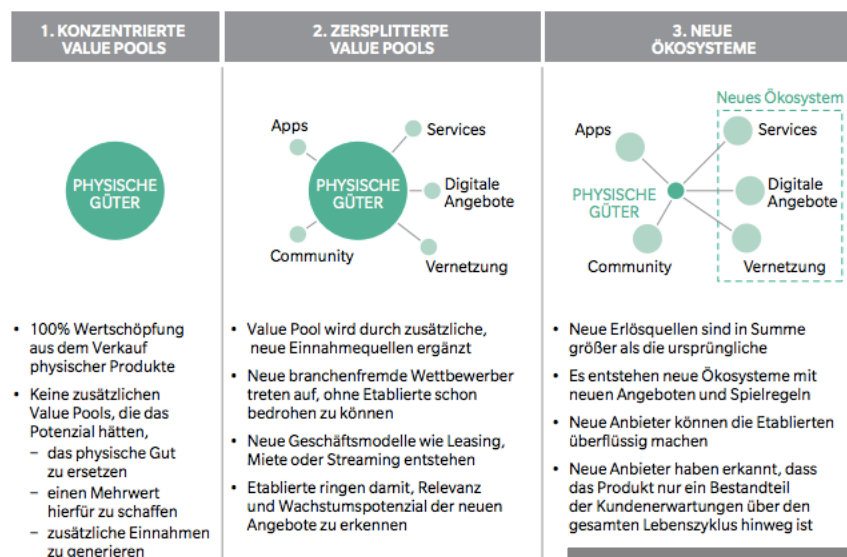 1. KONZENTRIERTE
VALUE POOLS
PHYSISCHE
GÜTER
• 100% Wertschöpfung
aus dem Verkauf
physischer Produkte
• Keine zusätzlichen
Value Pools, die das
Potenzial hätten,
– das physische Gut
zu ersetzen
– einen Mehrwert
hierfür zu schaffen
– zusätzliche Einnahmen
zu generieren
2. ZERSPLITTERTE
VALUE POOLS
Apps
Services
PHYSISCHE
GÜTER
Digitale
Angebote
Community
Vernetzung
• Value Pool wird durch zusätzliche,
neue Einnahmequellen ergänzt
• Neue branchenfremde Wettbewerber
treten auf, ohne Etablierte schon
bedrohen zu können
• Neue Geschäftsmodelle wie Leasing,
Miete oder Streaming entstehen
• Etablierte ringen damit, Relevanz
und Wachstumspotenzial der neuen
Angebote zu erkennen
3. NEUE
ÖKOSYSTEME
Neues Ökosystem
Apps
Services
PHYSISCHE
GÜTER
Digitale
Angebote
Community
Vernetzung
• Neue Erlösquellen sind in Summe
größer als die ursprüngliche
• Es entstehen neue Ökosysteme mit
neuen Angeboten und Spielregeln
• Neue Anbieter können die Etablierten
überflüssig machen
• Neue Anbieter haben erkannt, dass
das Produkt nur ein Bestandteil
der Kundenerwartungen über den
gesamten Lebenszyklus hinweg ist